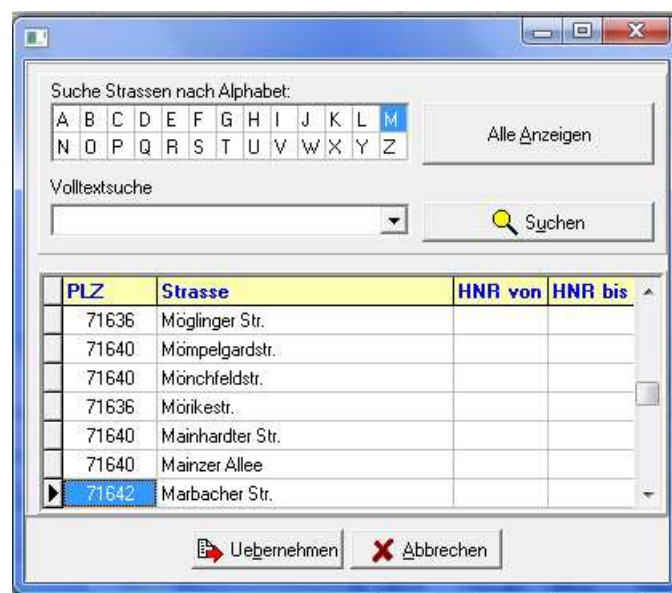 Suche Strassen nach Alphabet:
A B C D E F G H I J K L M
N O P Q R S T U V W X Y Z
Alle Anzeigen
Volltextsuche
Suchen
PLZ Strasse HNR von HNR bis
71636 Möglinger Str.
71640 Mömpelgardstr.
71640 Mönchfeldstr.
71636 Mörikestr.
71640 Mainhardter Str.
71640 Mainzer Allee
71642 Marbacher Str.
Uebernehmen Abbrechen